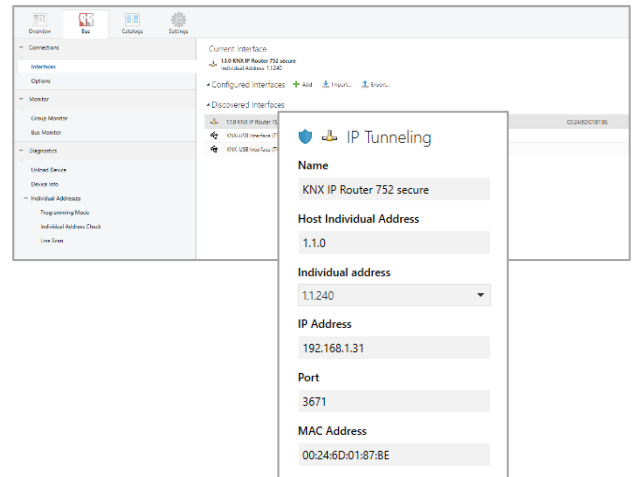 Overview Bus Catalogs Settings
Connections
Interfaces
Options
Monitor
Group Monitor
Bus Monitor
Diagnostics
Unload Device
Device Info
Individual Addresses
Programming Mode
Individual Address Check
Line Scan
Current Interface
1.1.0 KNX IP Router 752 secure
Individual Address: 1.1.240
Configured Interfaces + Add Import... Export...
Discovered Interfaces
1.1.0 KNX IP Router 75 00:24:6D:01:87:BE
KNX-USB Interface (T
KNX-USB Interface (T
IP Tunneling
Name
KNX IP Router 752 secure
Host Individual Address
1.1.0
Individual address
1.1.240
IP Address
192.168.1.31
Port
3671
MAC Address
00:24:6D:01:87:BE